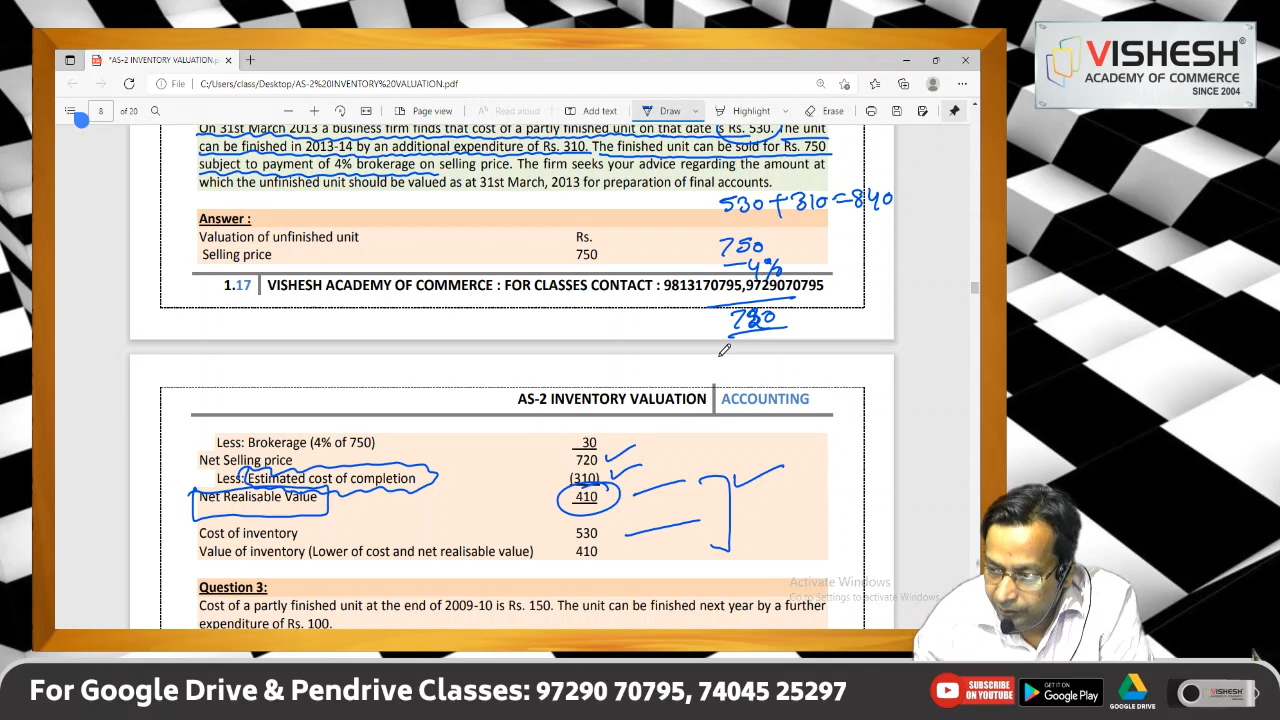 VISHESH®
ACADEMY OF COMMERCE
SINCE 2004
*AS-2 INVENTORY VALUATION.p
File C:/Users/class/Desktop/AS-2%20INVENTORY%20VALUATION.pdf
8 of 20 Page view Read aloud Add text Draw Highlight Erase
On 31st March 2013 a business firm finds that cost of a partly finished unit on that date is Rs. 530. The unit
can be finished in 2013-14 by an additional expenditure of Rs. 310. The finished unit can be sold for Rs. 750
subject to payment of 4% brokerage on selling price. The firm seeks your advice regarding the amount at
which the unfinished unit should be valued as at 31st March, 2013 for preparation of final accounts.
530 + 310 = 840
Answer :
Valuation of unfinished unit Rs.
Selling price 750
750
- 4%
1.17 VISHESH ACADEMY OF COMMERCE : FOR CLASSES CONTACT : 9813170795,9729070795
720
AS-2 INVENTORY VALUATION ACCOUNTING
Less: Brokerage (4% of 750) 30
Net Selling price 720
Less: Estimated cost of completion (310)
Net Realisable Value 410
Cost of inventory 530
Value of inventory (Lower of cost and net realisable value) 410
Activate Windows
Go to Settings to activate Windows.
Question 3:
Cost of a partly finished unit at the end of 2009-10 is Rs. 150. The unit can be finished next year by a further
expenditure of Rs. 100.
For Google Drive & Pendrive Classes: 97290 70795, 74045 25297
SUBSCRIBE
ON YOUTUBE
GET IT ON
Google Play
GOOGLE DRIVE
VISHESH